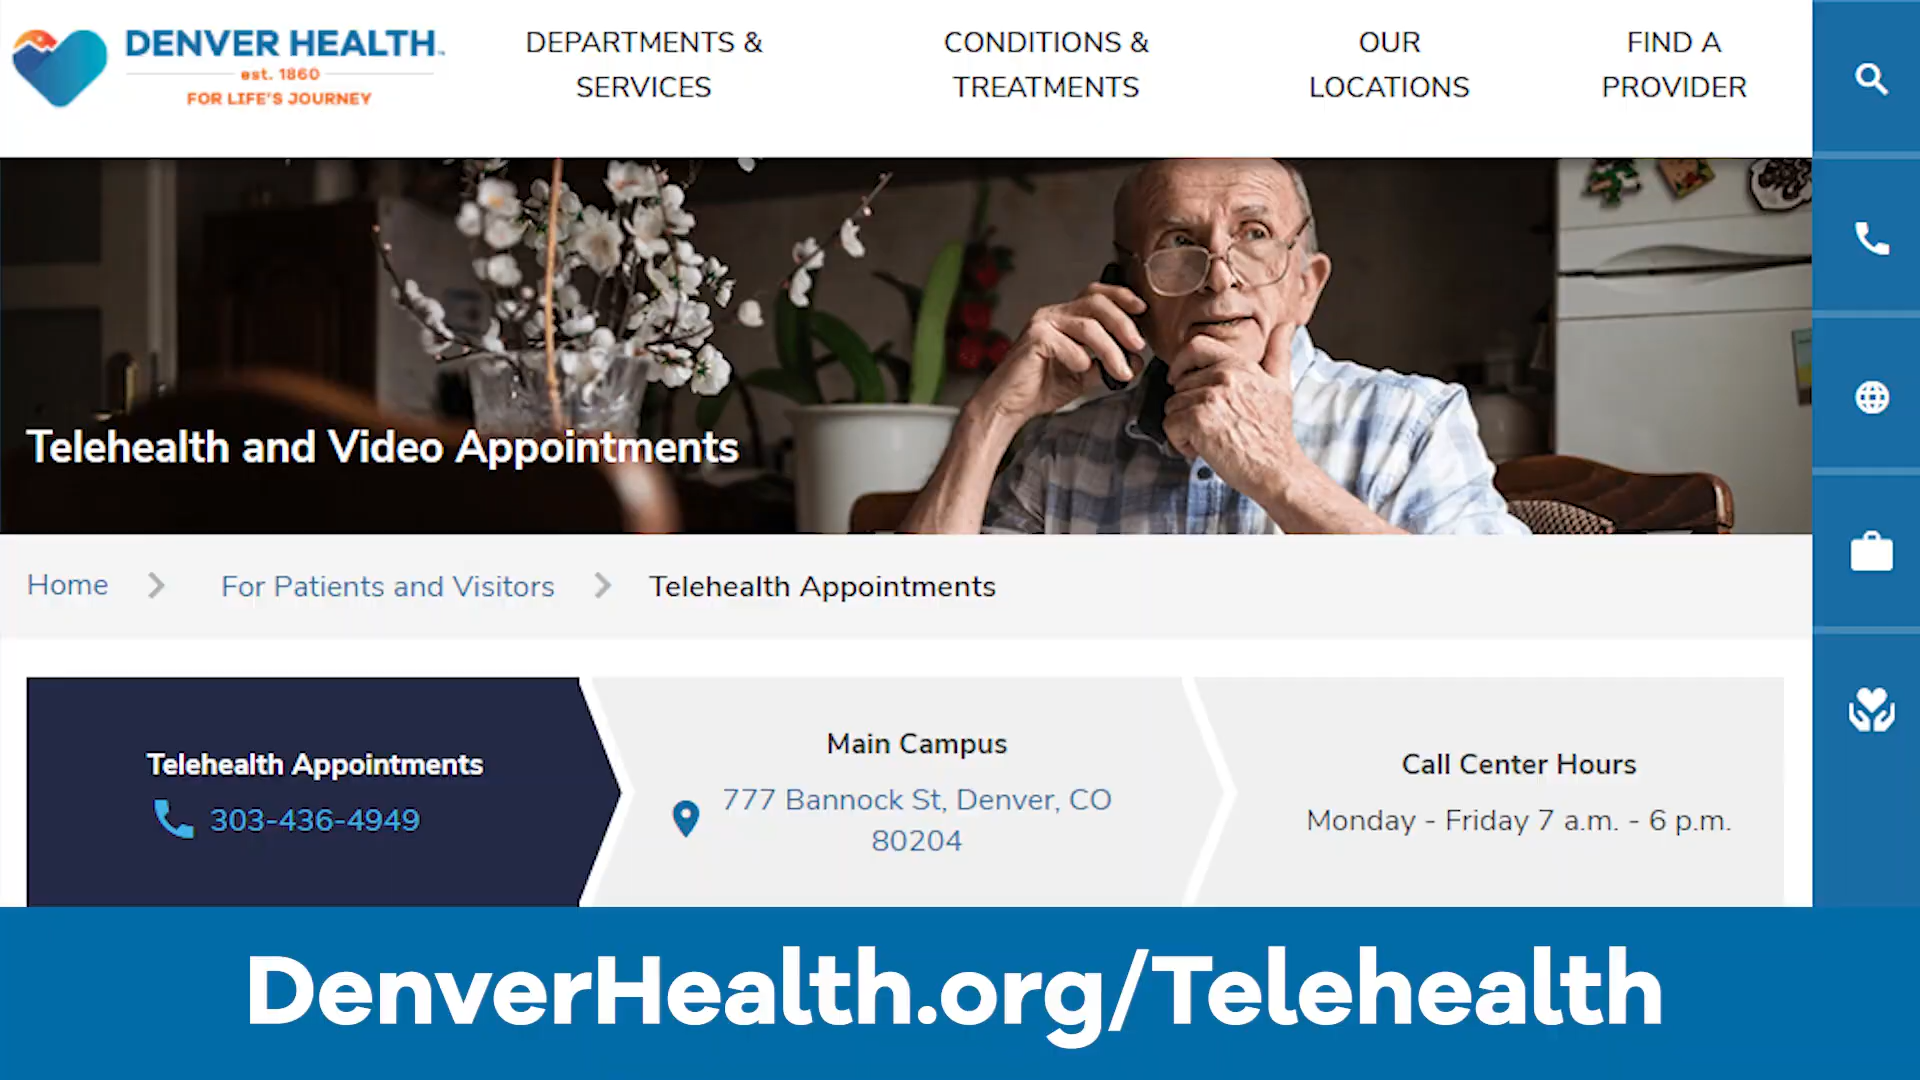 DENVER HEALTH™
est. 1860
FOR LIFE'S JOURNEY
DEPARTMENTS &
SERVICES
CONDITIONS &
TREATMENTS
OUR
LOCATIONS
FIND A
PROVIDER
Telehealth and Video Appointments
Home
For Patients and Visitors
Telehealth Appointments
Telehealth Appointments
303-436-4949
Main Campus
777 Bannock St, Denver, CO
80204
Call Center Hours
Monday - Friday 7 a.m. - 6 p.m.
DenverHealth.org/Telehealth